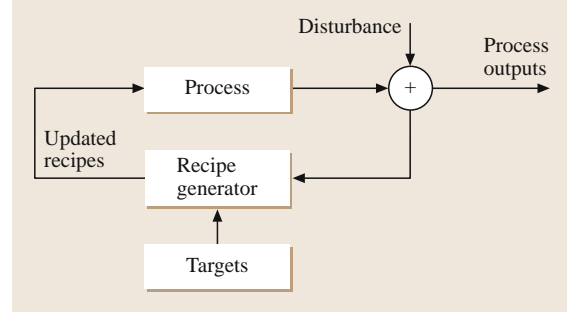 Disturbance
Process
outputs
Process
+
Updated
recipes
Recipe
generator
Targets